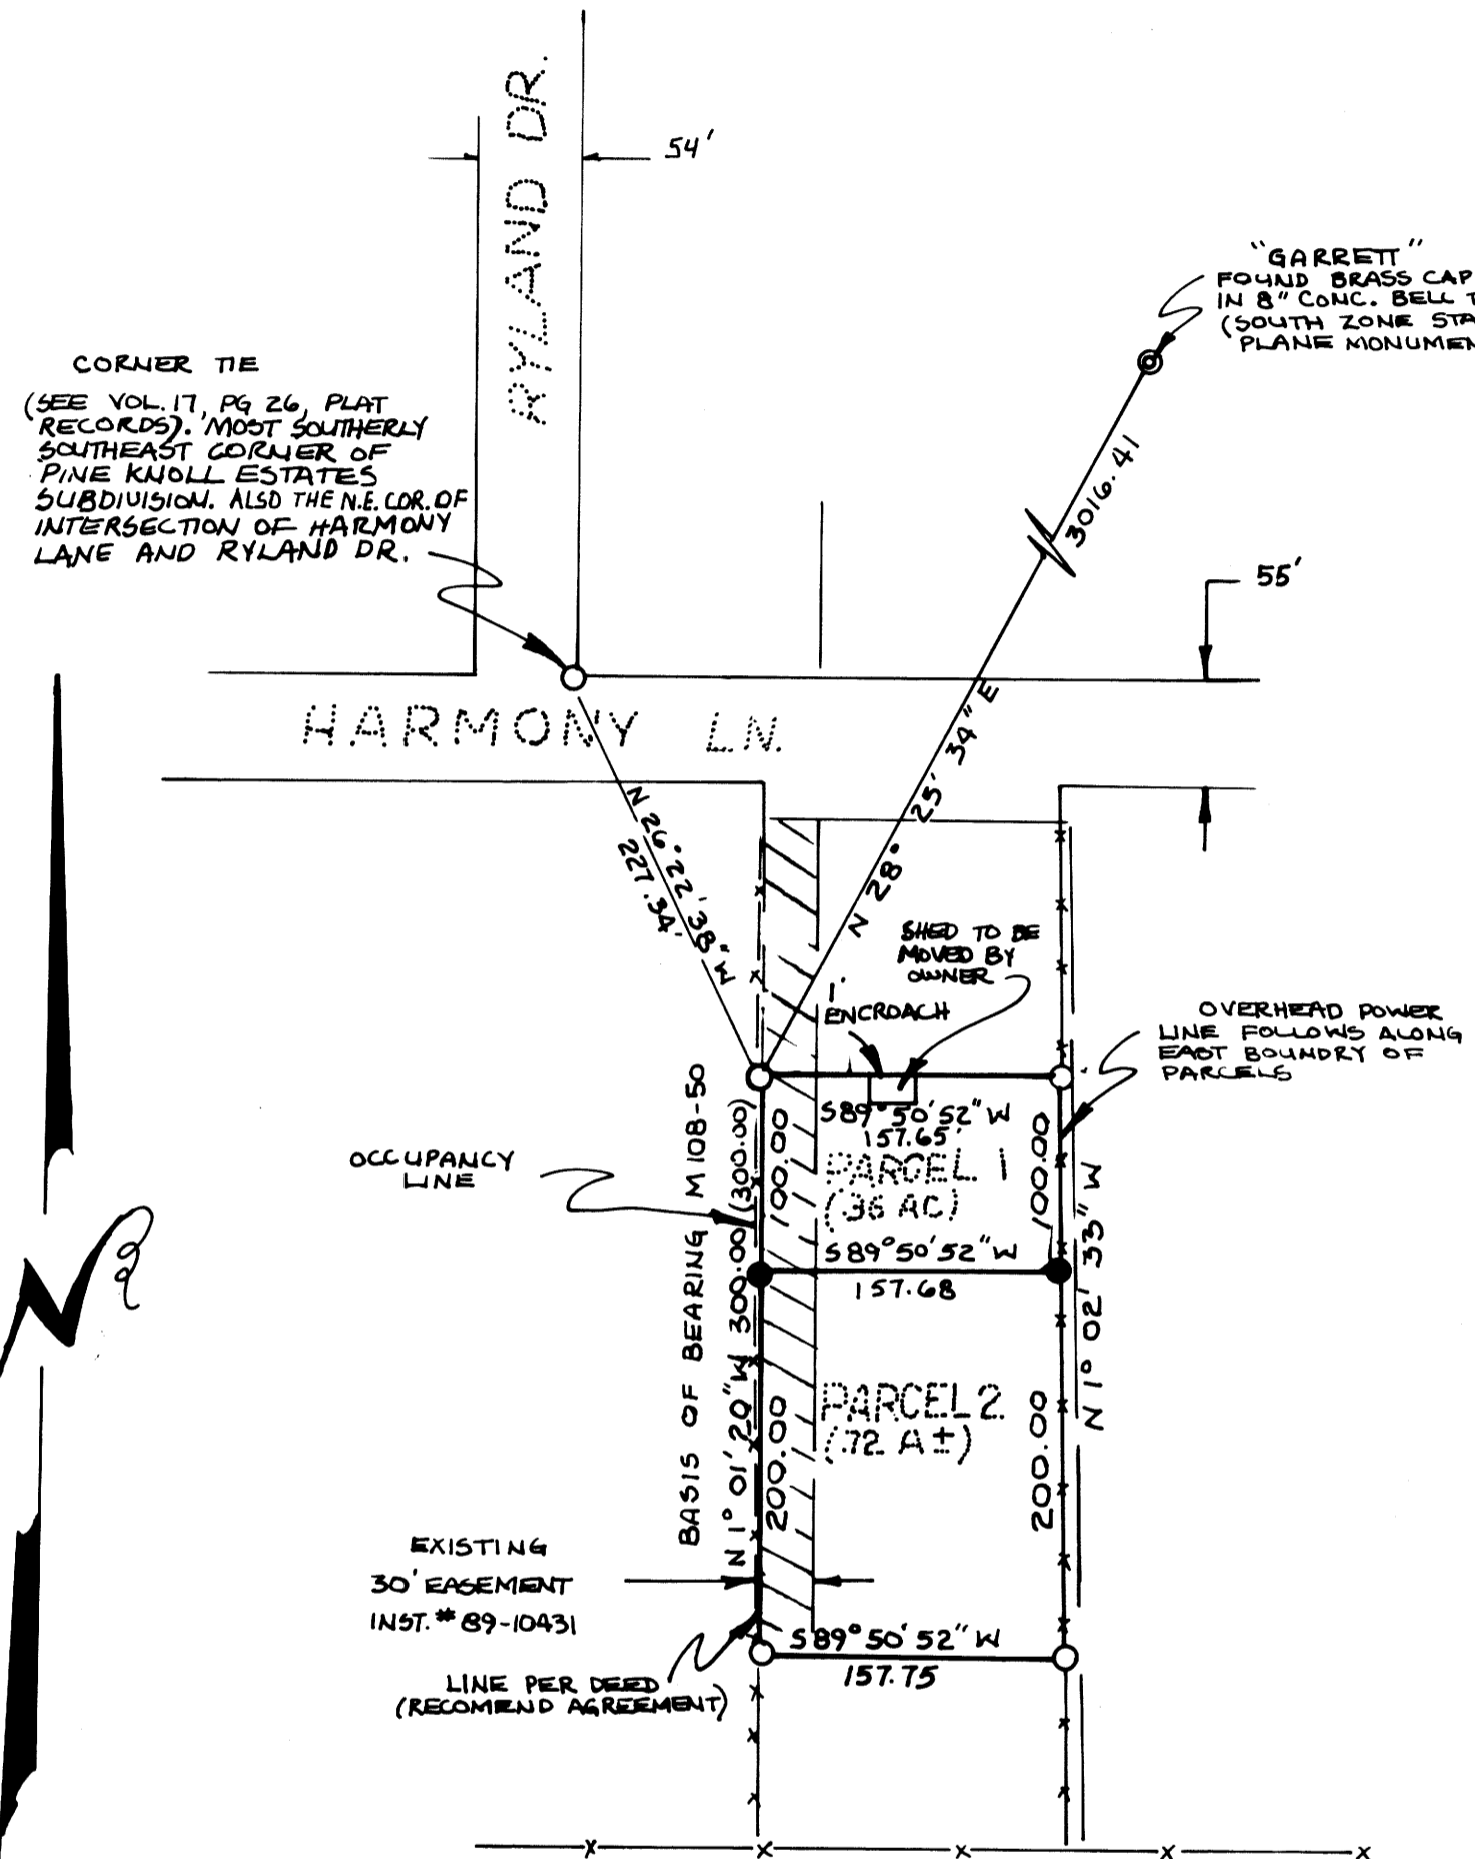 RYLAND DR.
54'
"GARRETT"
FOUND BRASS CAP
IN 8" CONC. BELL T
(SOUTH ZONE STA
PLANE MONUMEN
CORNER TIE
(SEE VOL. 17, PG 26, PLAT
RECORDS). MOST SOUTHERLY
SOUTHEAST CORNER OF
PINE KNOLL ESTATES
SUBDIVISION. ALSO THE N.E. COR. OF
INTERSECTION OF HARMONY
LANE AND RYLAND DR.
3016.41
55'
HARMONY LN.
N 28° 25' 34" E
N 26° 22' 38" W
227.34'
SHED TO BE
MOVED BY
OWNER
1'
ENCROACH
OVERHEAD POWER
LINE FOLLOWS ALONG
EAST BOUNDRY OF
PARCELS
S89°50'52"W
157.65'
PARCEL 1
(.36 AC)
100.00
100.00
OCCUPANCY
LINE
BASIS OF BEARING M108-50
N 1° 01' 20" W 300.00 (300.00)
N 1° 02' 33" W
S89°50'52"W
157.68
PARCEL 2
(.72 A±)
200.00
200.00
EXISTING
30' EASEMENT
INST. # 89-10431
S89°50'52"W
157.75
LINE PER DEED
(RECOMEND AGREEMENT)
N